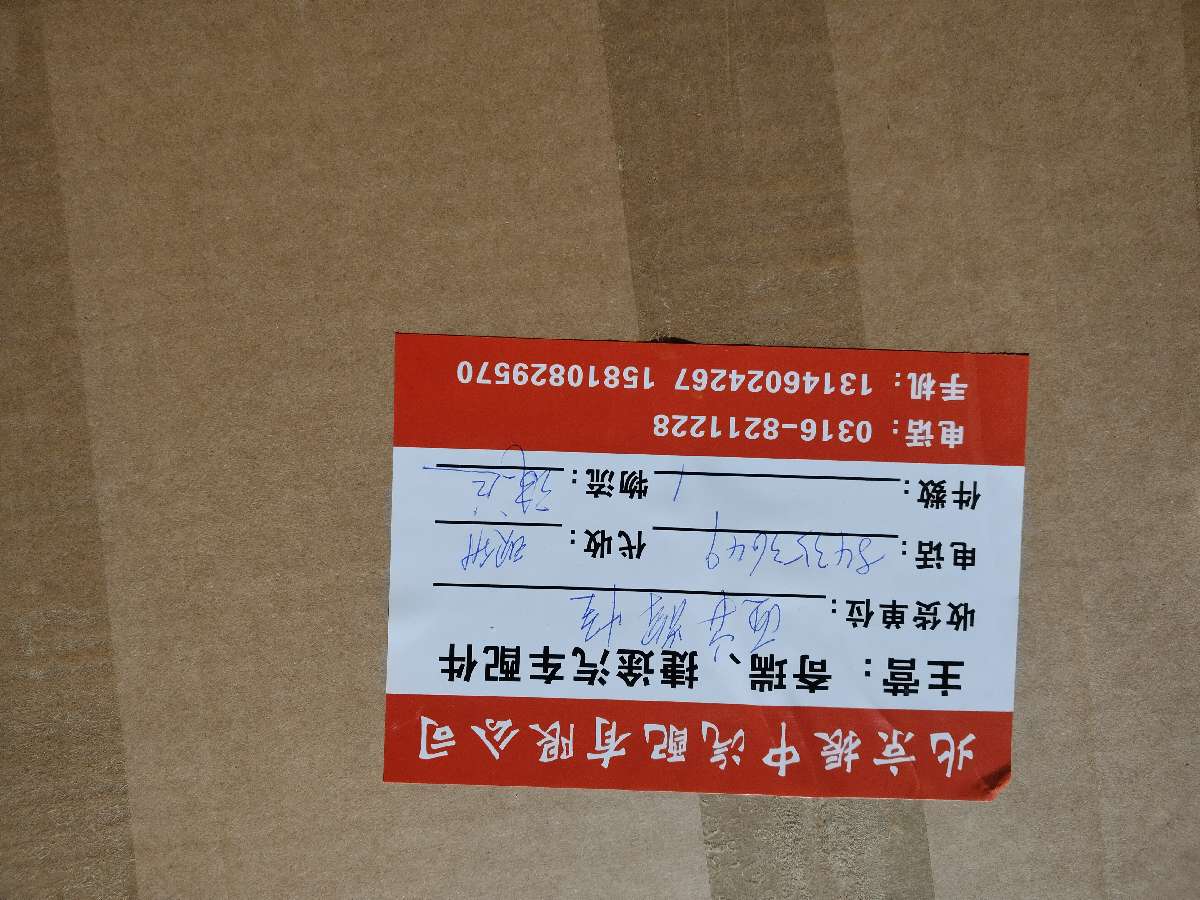 北京振中汽配有限公司
主营：奇瑞、捷途汽车配件
收货单位：
电话：84353649 代收：
件数：1 物流：
电话：0316-8211228
手机：13146024267 15810829570